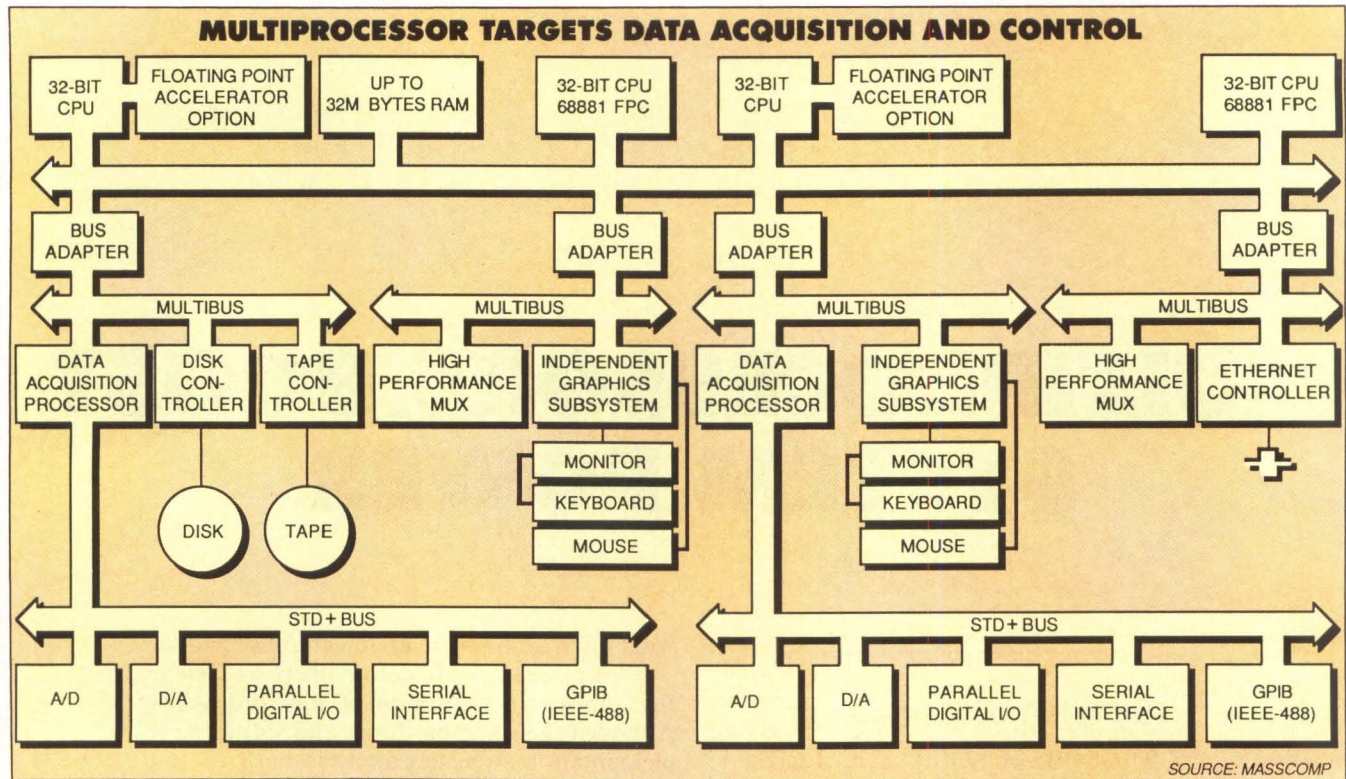 MULTIPROCESSOR TARGETS DATA ACQUISITION AND CONTROL
32-BIT
CPU
FLOATING POINT
ACCELERATOR
OPTION
UP TO
32M BYTES RAM
32-BIT CPU
68881 FPC
32-BIT
CPU
FLOATING POINT
ACCELERATOR
OPTION
32-BIT CPU
68881 FPC
BUS
ADAPTER
BUS
ADAPTER
BUS
ADAPTER
BUS
ADAPTER
MULTIBUS
MULTIBUS
MULTIBUS
MULTIBUS
DATA
ACQUISITION
PROCESSOR
DISK
CON-
TROLLER
TAPE
CON-
TROLLER
HIGH
PERFORMANCE
MUX
INDEPENDENT
GRAPHICS
SUBSYSTEM
DATA
ACQUISITION
PROCESSOR
INDEPENDENT
GRAPHICS
SUBSYSTEM
HIGH
PERFORMANCE
MUX
ETHERNET
CONTROLLER
DISK
TAPE
MONITOR
KEYBOARD
MOUSE
MONITOR
KEYBOARD
MOUSE
STD+ BUS
STD+ BUS
A/D
D/A
PARALLEL
DIGITAL I/O
SERIAL
INTERFACE
GPIB
(IEEE-488)
A/D
D/A
PARALLEL
DIGITAL I/O
SERIAL
INTERFACE
GPIB
(IEEE-488)
SOURCE: MASSCOMP